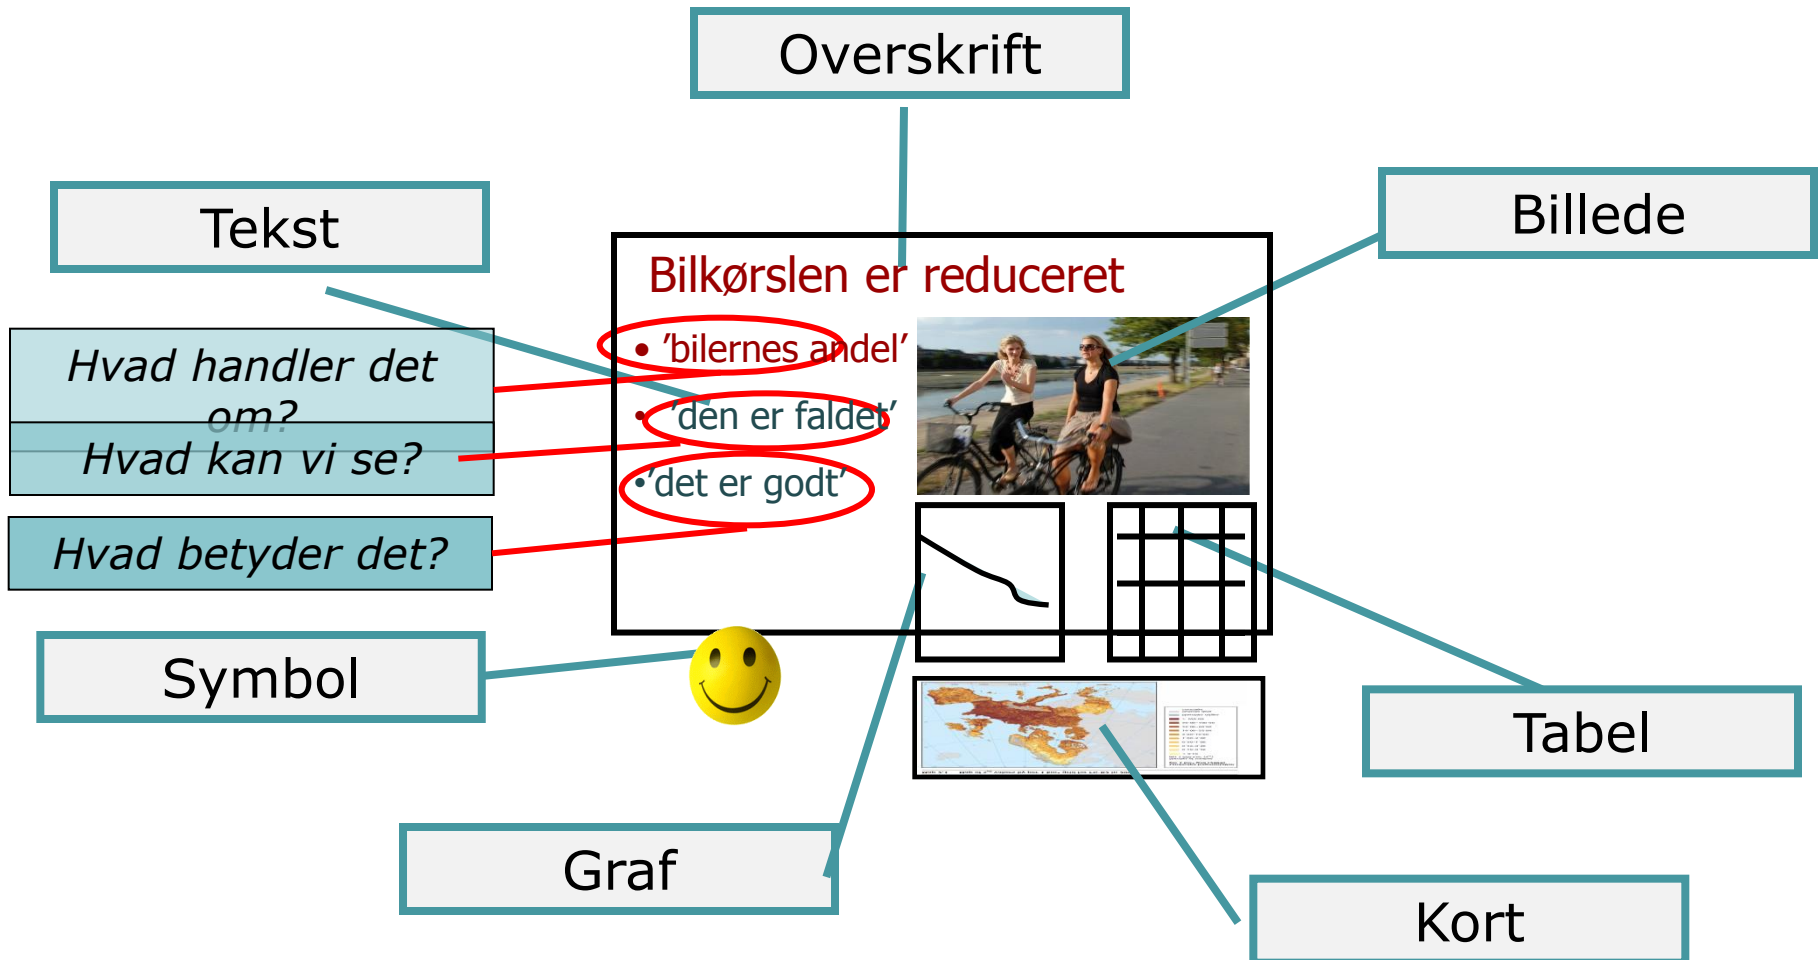 Overskrift
Tekst
Billede
Bilkørslen er reduceret
• ’bilernes andel’
• ’den er faldet’
•’det er godt’
Hvad handler det
om?
Hvad kan vi se?
Hvad betyder det?
Symbol
Tabel
Graf
Kort